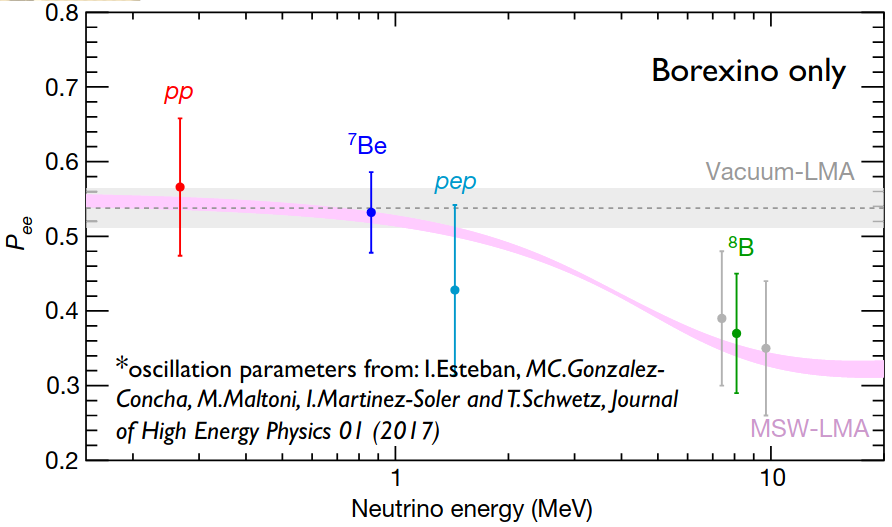 0.8
0.7
0.6
0.5
0.4
0.3
0.2
Pee
Borexino only
pp
7Be
pep
Vacuum-LMA
8B
*oscillation parameters from: I.Esteban, MC.Gonzalez-
Concha, M.Maltoni, I.Martinez-Soler and T.Schwetz, Journal
of High Energy Physics 01 (2017)
MSW-LMA
1
10
Neutrino energy (MeV)